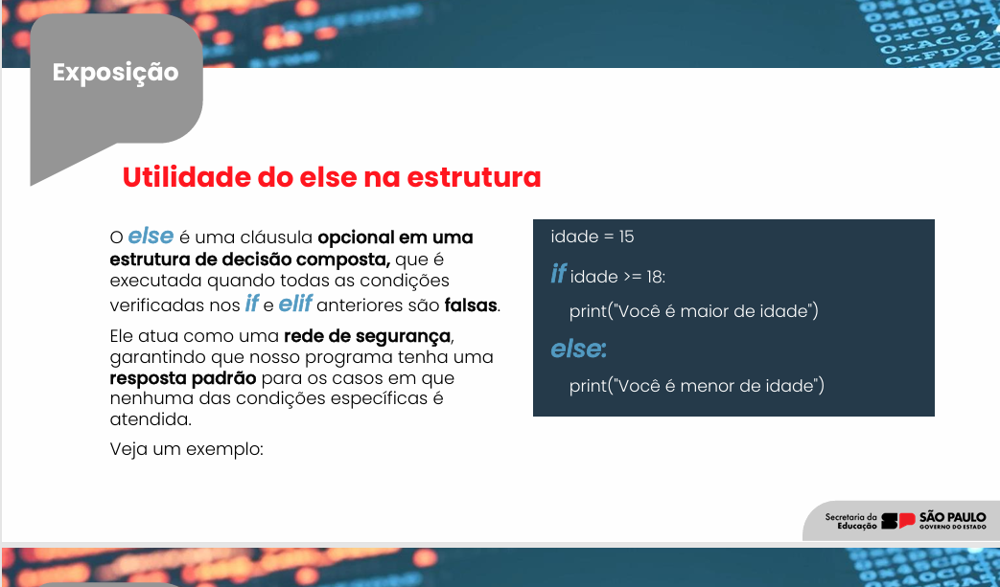 Exposição
Utilidade do else na estrutura
O else é uma cláusula opcional em uma
estrutura de decisão composta, que é
executada quando todas as condições
verificadas nos if e elif anteriores são falsas.
Ele atua como uma rede de segurança,
garantindo que nosso programa tenha uma
resposta padrão para os casos em que
nenhuma das condições específicas é
atendida.
Veja um exemplo:
idade = 15
if idade >= 18:
print("Você é maior de idade")
else:
print("Você é menor de idade")
Secretaria da
Educação
SÃO PAULO
GOVERNO DO ESTADO